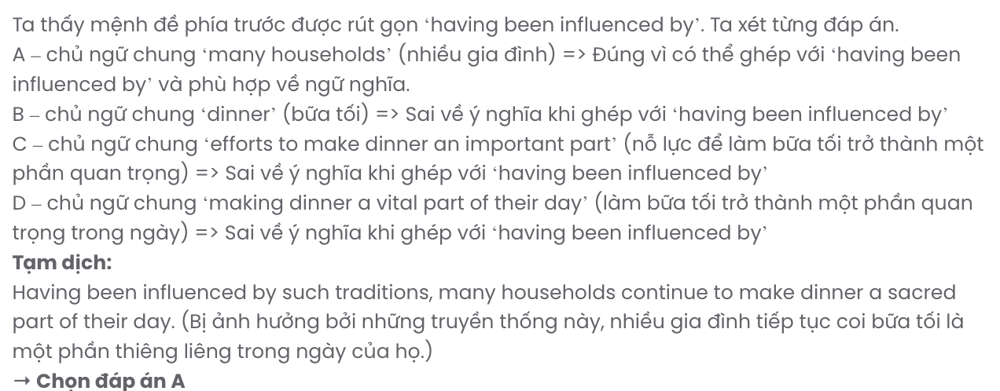 Ta thấy mệnh đề phía trước được rút gọn ‘having been influenced by’. Ta xét từng đáp án.
A – chủ ngữ chung ‘many households’ (nhiều gia đình) => Đúng vì có thể ghép với ‘having been
influenced by’ và phù hợp về ngữ nghĩa.
B – chủ ngữ chung ‘dinner’ (bữa tối) => Sai về ý nghĩa khi ghép với ‘having been influenced by’
C – chủ ngữ chung ‘efforts to make dinner an important part’ (nỗ lực để làm bữa tối trở thành một
phần quan trọng) => Sai về ý nghĩa khi ghép với ‘having been influenced by’
D – chủ ngữ chung ‘making dinner a vital part of their day’ (làm bữa tối trở thành một phần quan
trọng trong ngày) => Sai về ý nghĩa khi ghép với ‘having been influenced by’
Tạm dịch:
Having been influenced by such traditions, many households continue to make dinner a sacred
part of their day. (Bị ảnh hưởng bởi những truyền thống này, nhiều gia đình tiếp tục coi bữa tối là
một phần thiêng liêng trong ngày của họ.)
→ Chọn đáp án A